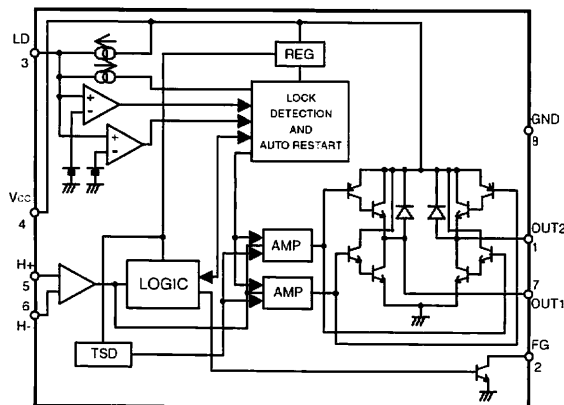 LD
3
REG
LOCK
DETECTION
AND
AUTO RESTART
+
-
+
-
GND
8
VCC
4
H+
5
6
H-
LOGIC
AMP
AMP
OUT2
1
7
OUT1
TSD
FG
2